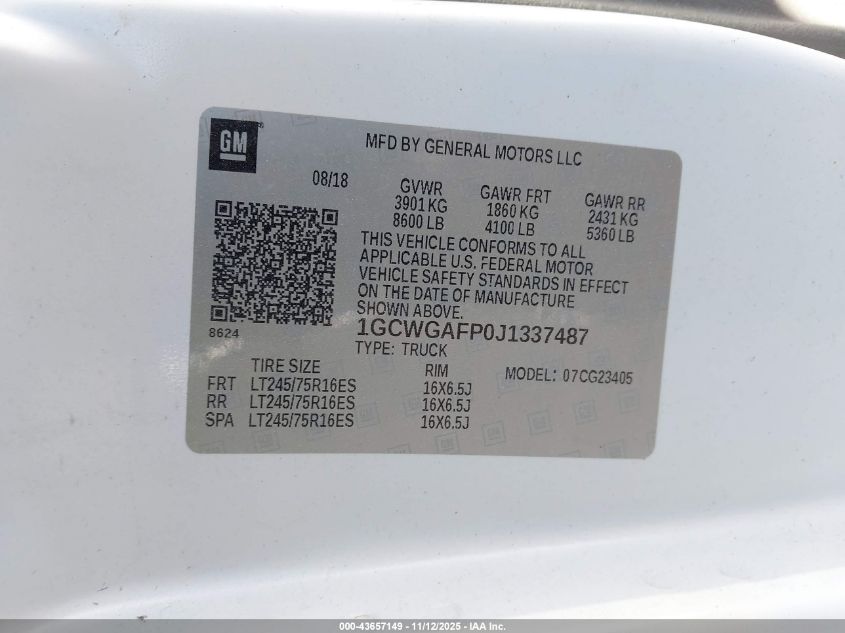 GM
MFD BY GENERAL MOTORS LLC
08/18
GVWR GAWR FRT GAWR RR
3901 KG 1860 KG 2431 KG
8600 LB 4100 LB 5360 LB
THIS VEHICLE CONFORMS TO ALL
APPLICABLE U.S. FEDERAL MOTOR
VEHICLE SAFETY STANDARDS IN EFFECT
ON THE DATE OF MANUFACTURE
SHOWN ABOVE.
8624
1GCWGAFP0J1337487
TYPE: TRUCK
TIRE SIZE RIM MODEL: 07CG23405
FRT LT245/75R16ES 16X6.5J
RR LT245/75R16ES 16X6.5J
SPA LT245/75R16ES 16X6.5J
000-43657149 - 11/12/2025 - IAA Inc.